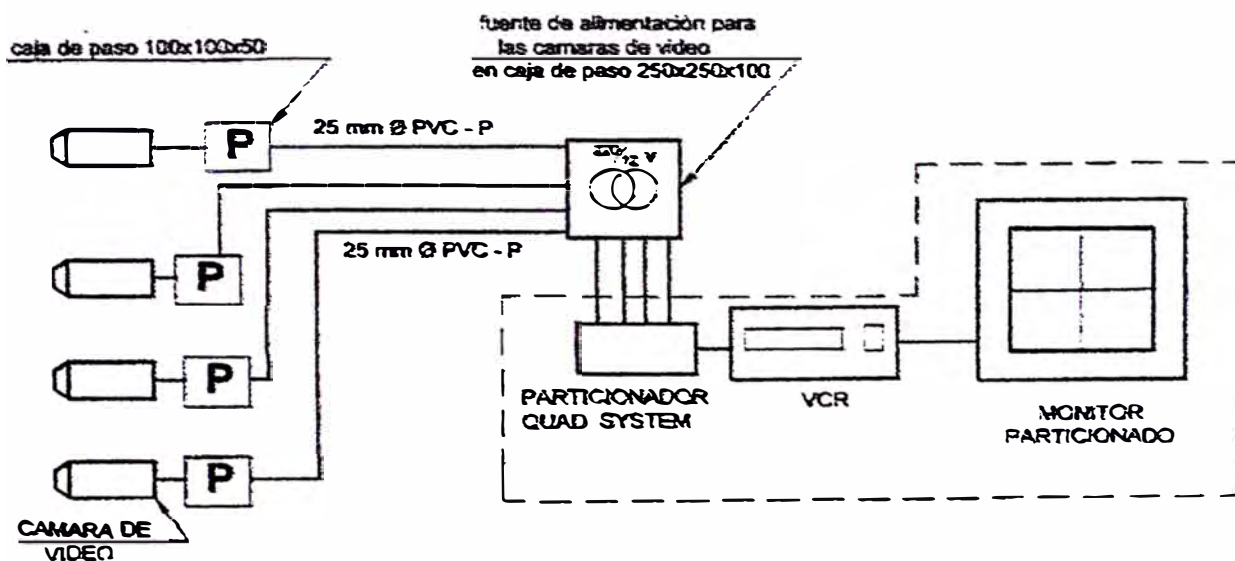 fuente de alimentación para
las camaras de video
en caja de paso 250x250x100
caja de paso 100x100x50
25 mm Ø PVC - P
P
P
25 mm Ø PVC - P
P
P
PARTICIONADOR
QUAD SYSTEM
VCR
MONITOR
PARTICIONADO
CAMARA DE
VIDEO